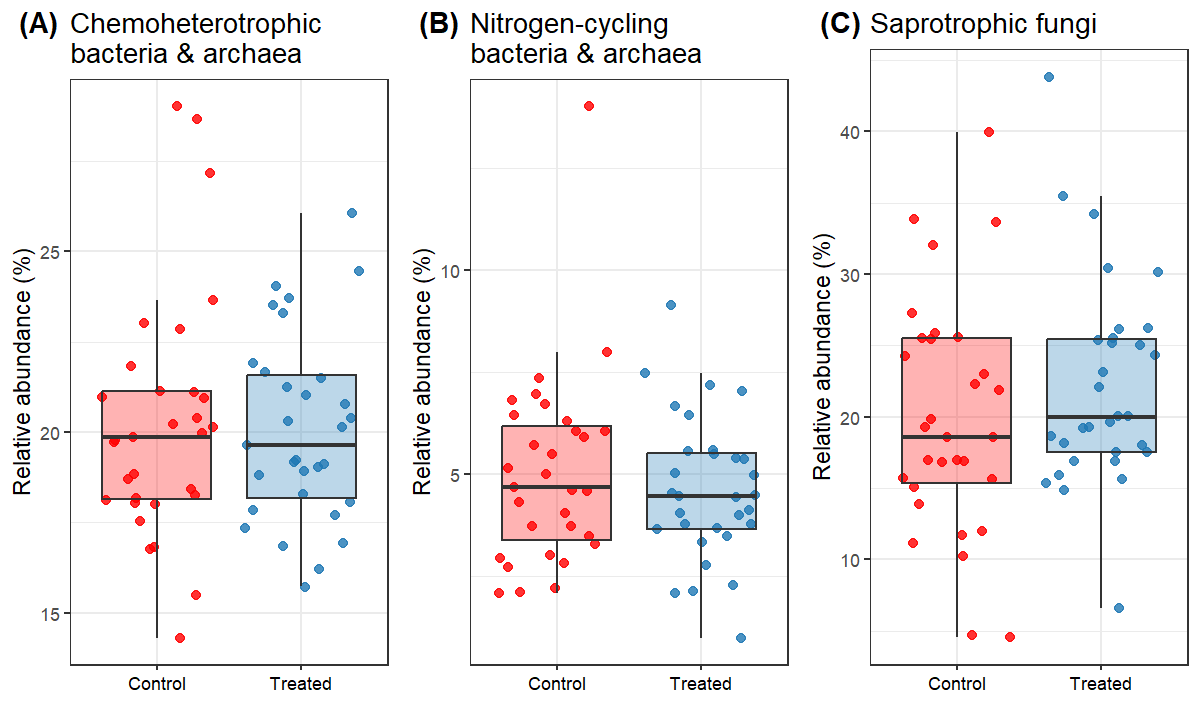 (A) Chemoheterotrophic
bacteria & archaea
Relative abundance (%)
25
20
15
Control Treated
(B) Nitrogen-cycling
bacteria & archaea
Relative abundance (%)
10
5
Control Treated
(C) Saprotrophic fungi
Relative abundance (%)
40
30
20
10
Control Treated